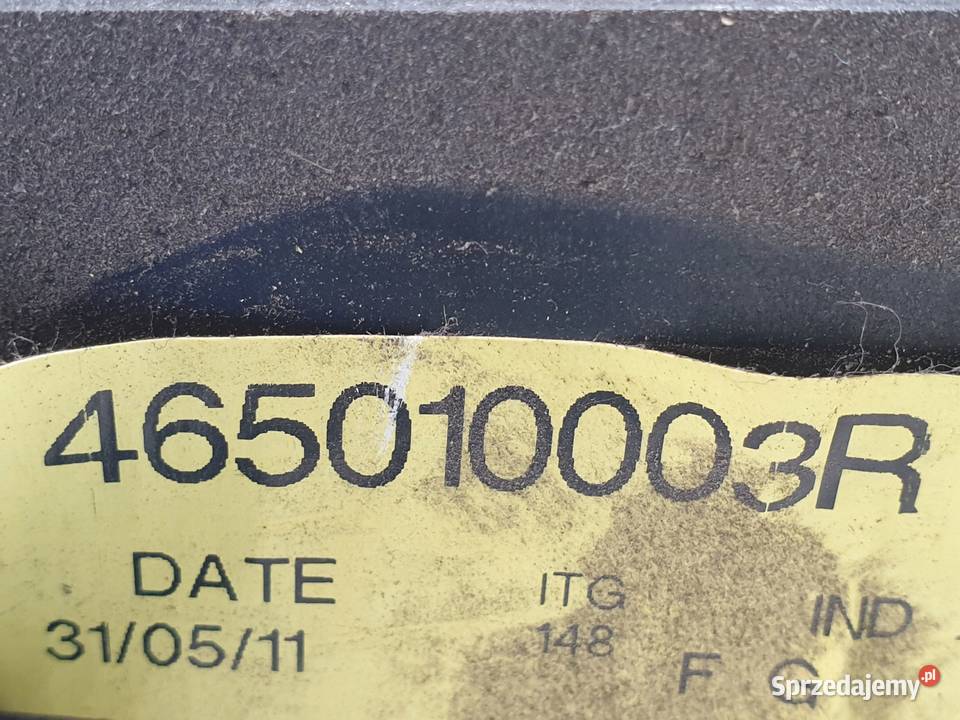 465010003R
DATE ITG IND
31/05/11 148
F G
Sprzedajemy.pl